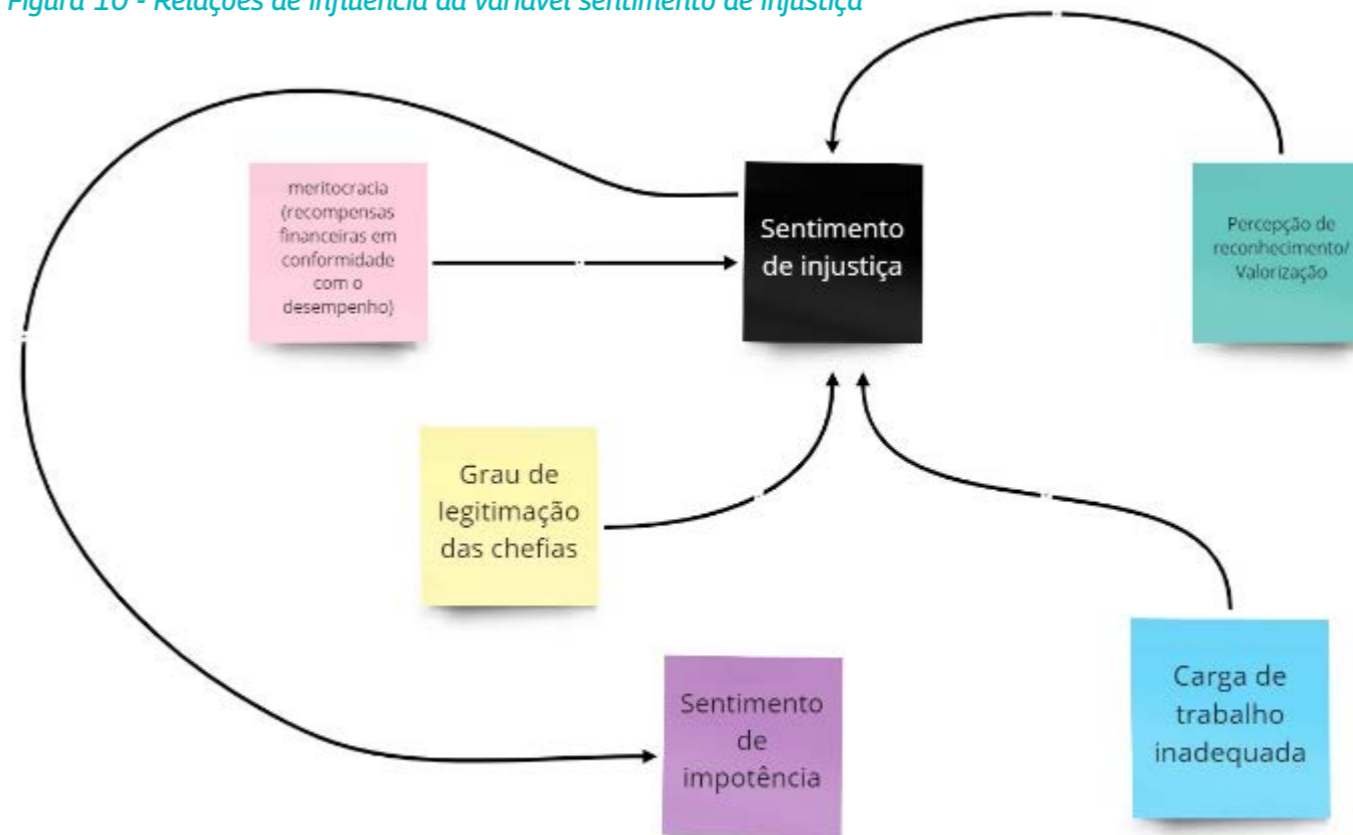 Figura 10 - Relações de influência da variável sentimento de injustiça
meritocracia
(recompensas
financeiras em
conformidade
com o
desempenho)
Sentimento
de injustiça
Percepção de
reconhecimento/
Valorização
Grau de
legitimação
das chefias
Sentimento
de
impotência
Carga de
trabalho
inadequada